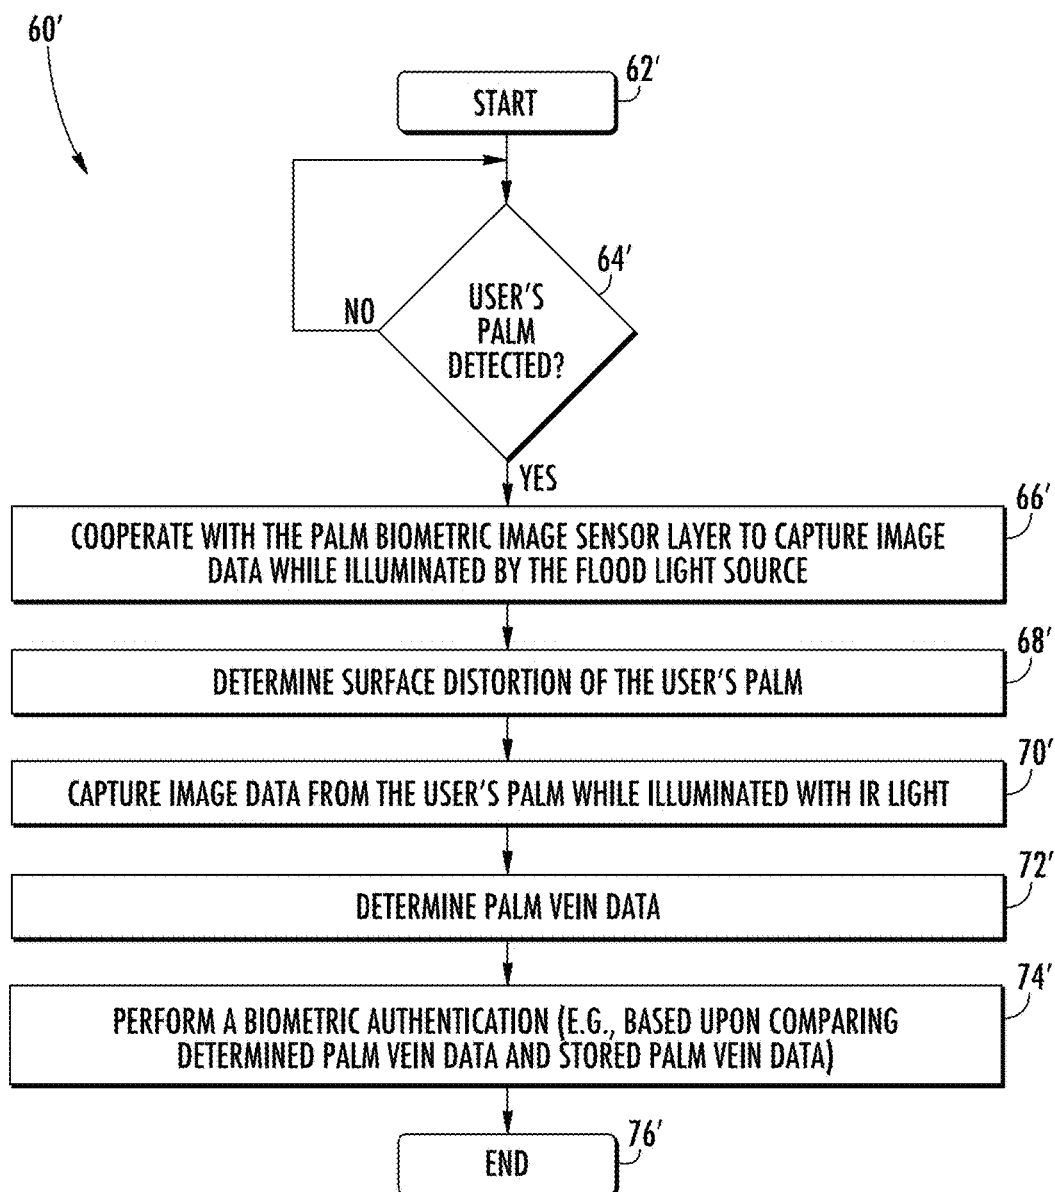 60'
START
62'
64'
USER'S
PALM
DETECTED?
NO
YES
66'
COOPERATE WITH THE PALM BIOMETRIC IMAGE SENSOR LAYER TO CAPTURE IMAGE
DATA WHILE ILLUMINATED BY THE FLOOD LIGHT SOURCE
68'
DETERMINE SURFACE DISTORTION OF THE USER'S PALM
70'
CAPTURE IMAGE DATA FROM THE USER'S PALM WHILE ILLUMINATED WITH IR LIGHT
72'
DETERMINE PALM VEIN DATA
74'
PERFORM A BIOMETRIC AUTHENTICATION (E.G., BASED UPON COMPARING
DETERMINED PALM VEIN DATA AND STORED PALM VEIN DATA)
76'
END